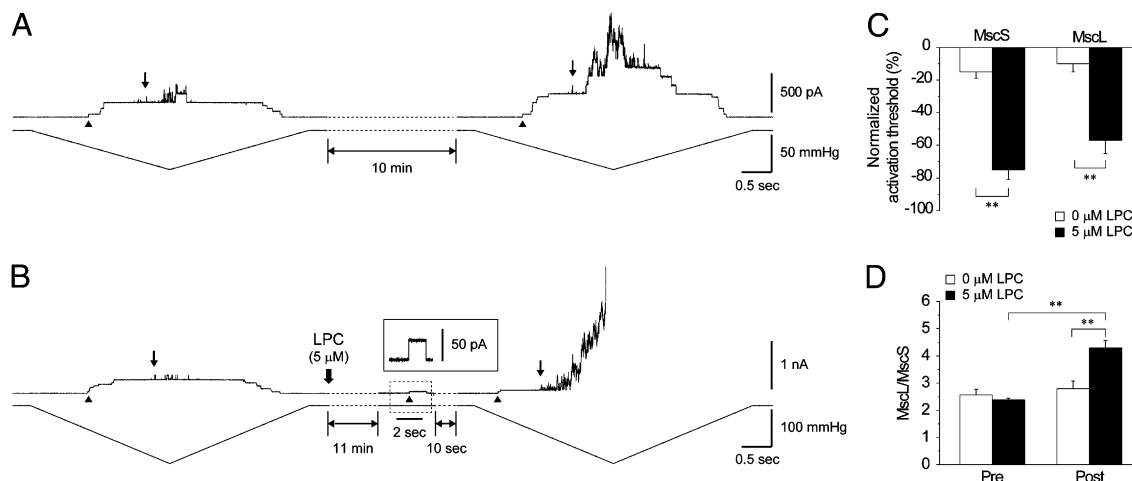 A
500 pA
50 mmHg
10 min
0.5 sec
B
LPC
(5 μM)
50 pA
1 nA
2 sec
11 min
10 sec
100 mmHg
0.5 sec
C
MscS
MscL
Normalized
activation threshold (%)
0
-20
-40
-60
-80
-100
**
**
0 μM LPC
5 μM LPC
D
0 μM LPC
5 μM LPC
MscL/MscS
6
5
4
3
2
1
0
**
**
Pre
Post